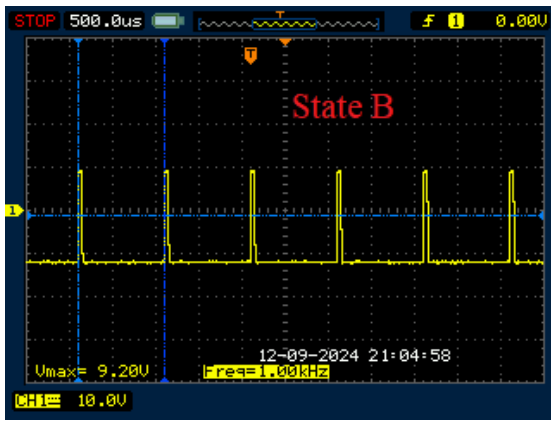 STOP 500.0us T f 1 0.00V
T
State B
1
12-09-2024 21:04:58
Vmax= 9.20V Freq=1.00kHz
CH1 10.0V